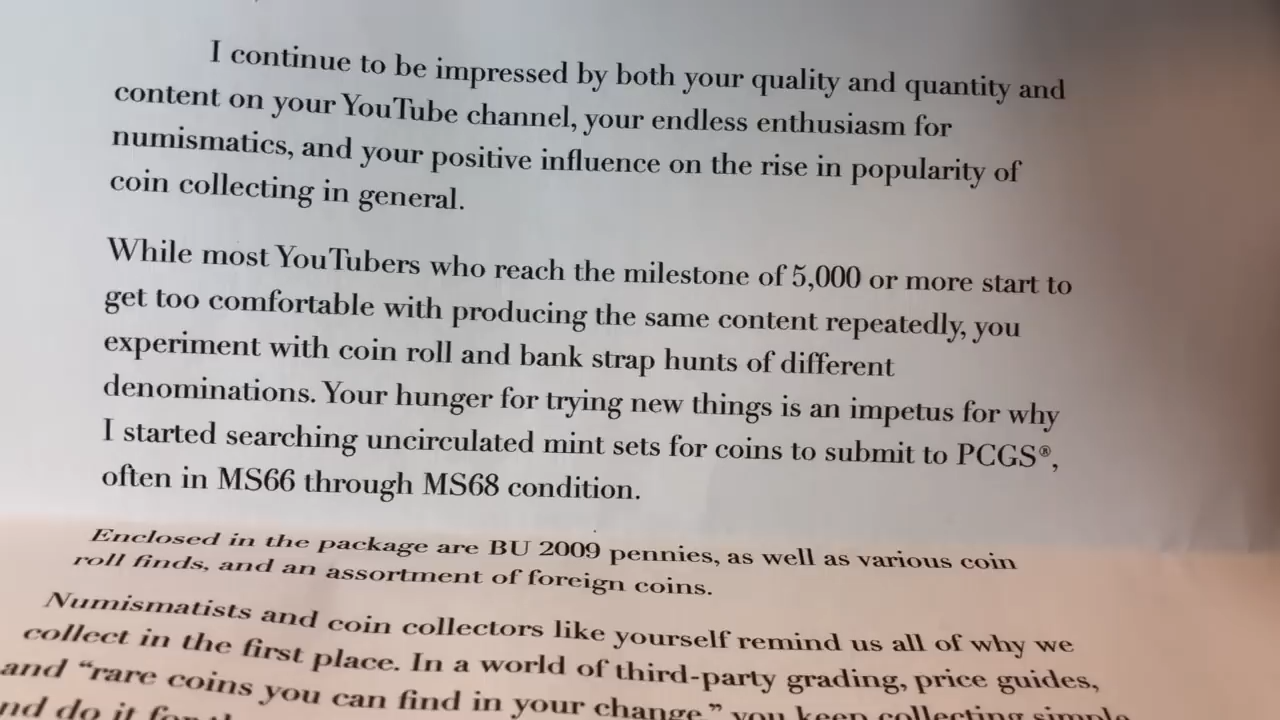 I continue to be impressed by both your quality and quantity and
content on your YouTube channel, your endless enthusiasm for
numismatics, and your positive influence on the rise in popularity of
coin collecting in general.
While most YouTubers who reach the milestone of 5,000 or more start to
get too comfortable with producing the same content repeatedly, you
experiment with coin roll and bank strap hunts of different
denominations. Your hunger for trying new things is an impetus for why
I started searching uncirculated mint sets for coins to submit to PCGS®,
often in MS66 through MS68 condition.
Enclosed in the package are BU 2009 pennies, as well as various coin
roll finds, and an assortment of foreign coins.
Numismatists and coin collectors like yourself remind us all of why we
collect in the first place. In a world of third-party grading, price guides,
and “rare coins you can find in your change” you keep collecting simple
and do it for